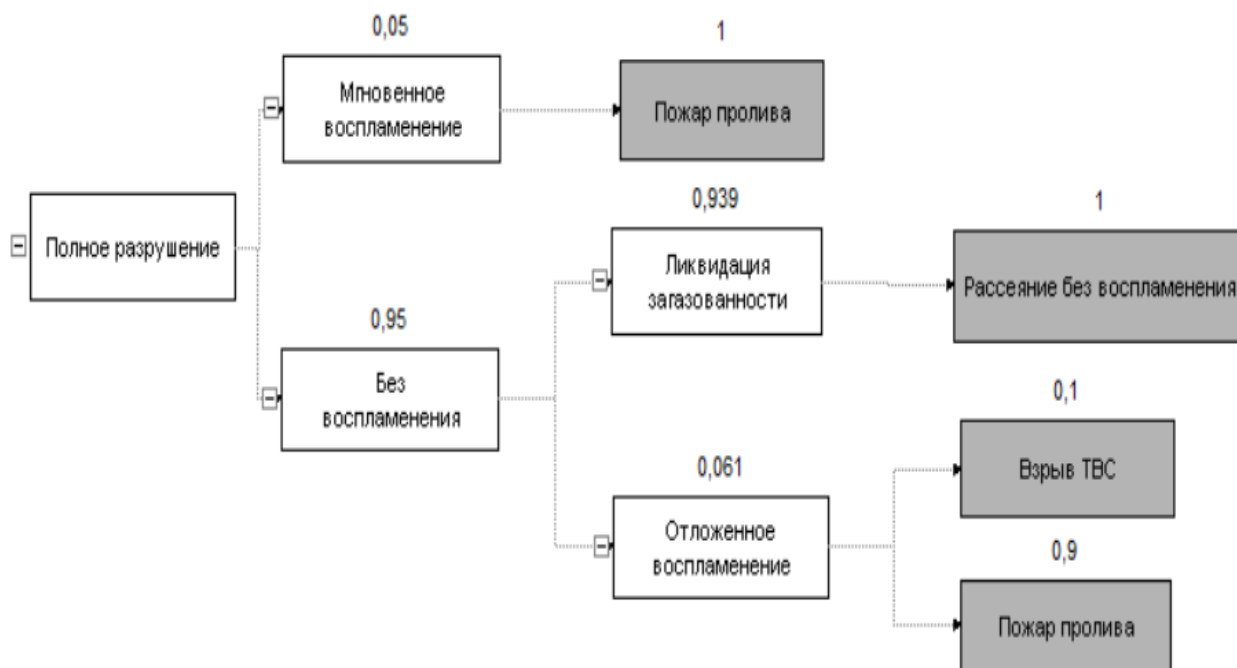 0,05
1
Мгновенное
воспламенение
Пожар пролива
0,939
1
Полное разрушение
Ликвидация
загазованности
Рассеяние без воспламенения
0,95
Без
воспламенения
0,1
Взрыв ТВС
0,061
Отложенное
воспламенение
0,9
Пожар пролива